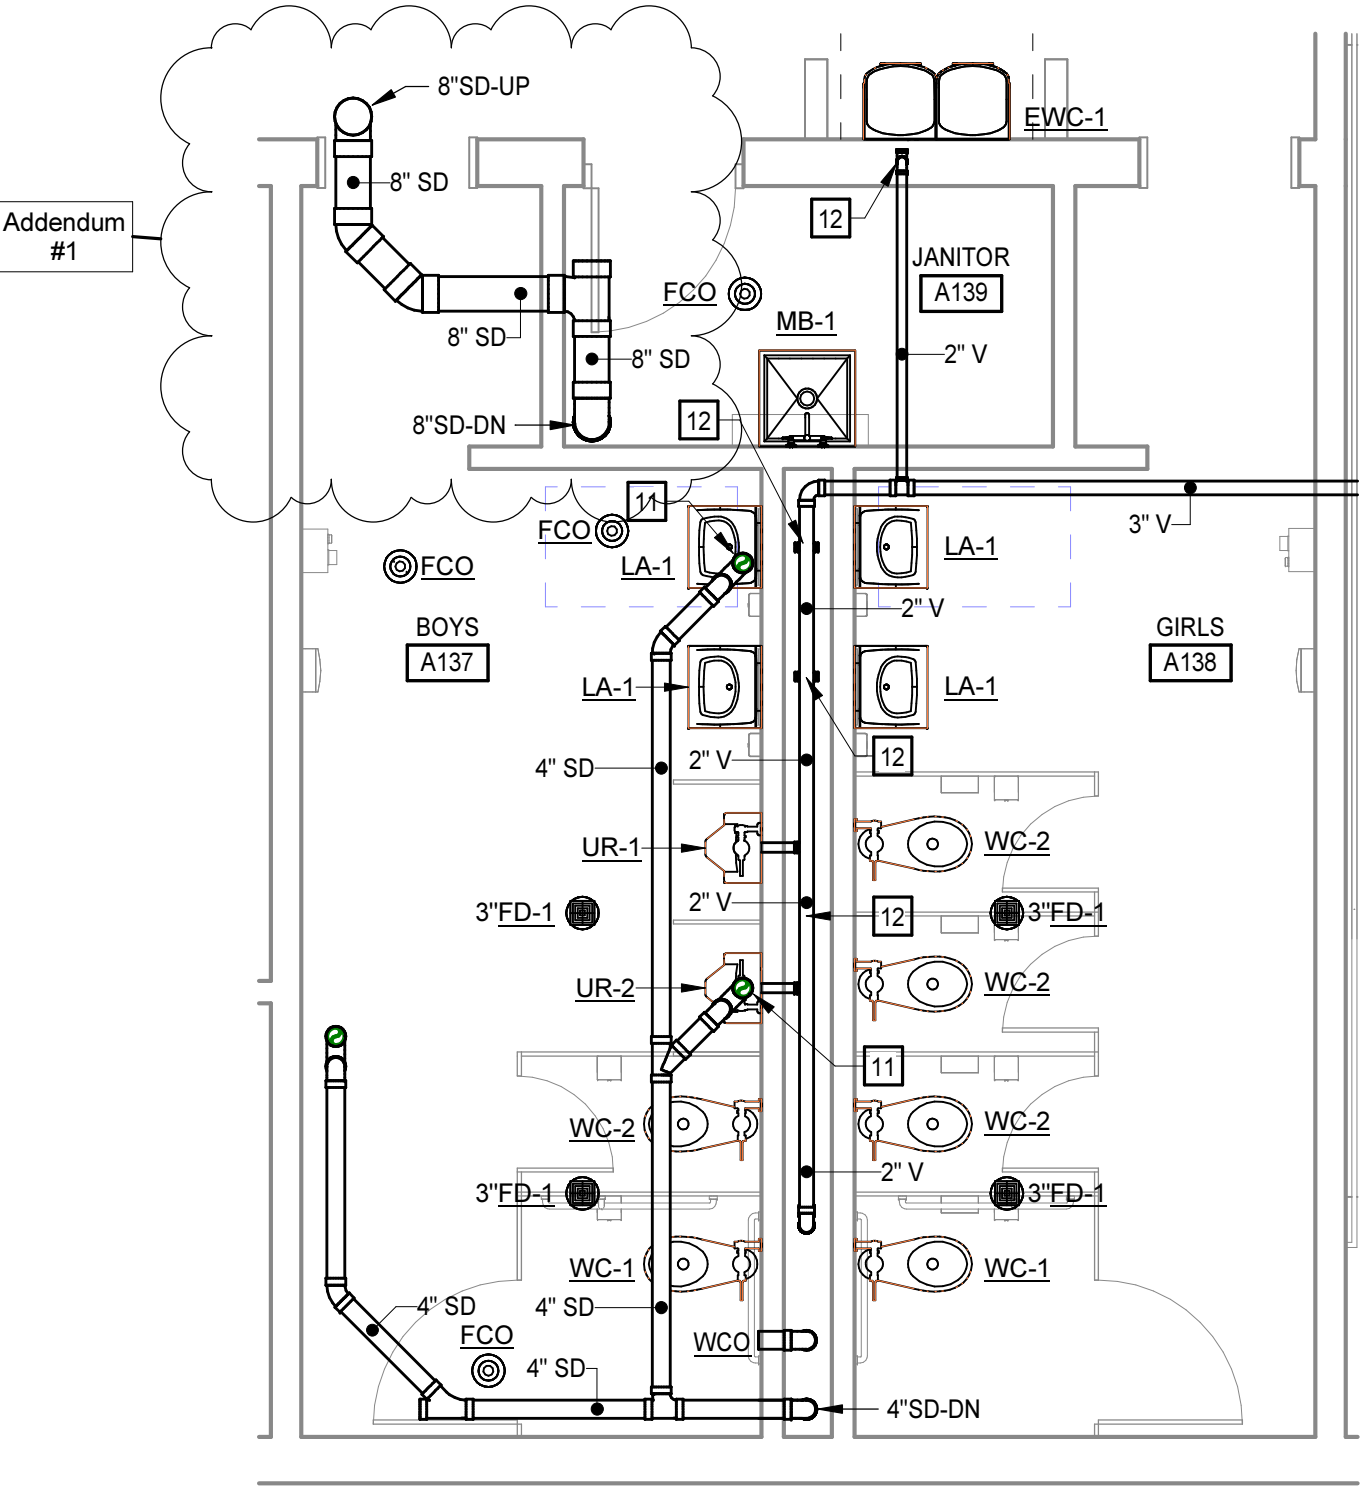 8"SD-UP
EWC-1
8" SD
Addendum
#1
12
JANITOR
A139
FCO
MB-1
8" SD
8" SD
2" V
8"SD-DN
12
11
3" V
FCO
FCO
LA-1
LA-1
2" V
BOYS
A137
GIRLS
A138
LA-1
LA-1
4" SD
2" V
12
UR-1
WC-2
2" V
12
3"FD-1
3"FD-1
UR-2
WC-2
11
WC-2
WC-2
2" V
3"FD-1
3"FD-1
WC-1
WC-1
4" SD
4" SD
FCO
WCO
4" SD
4"SD-DN